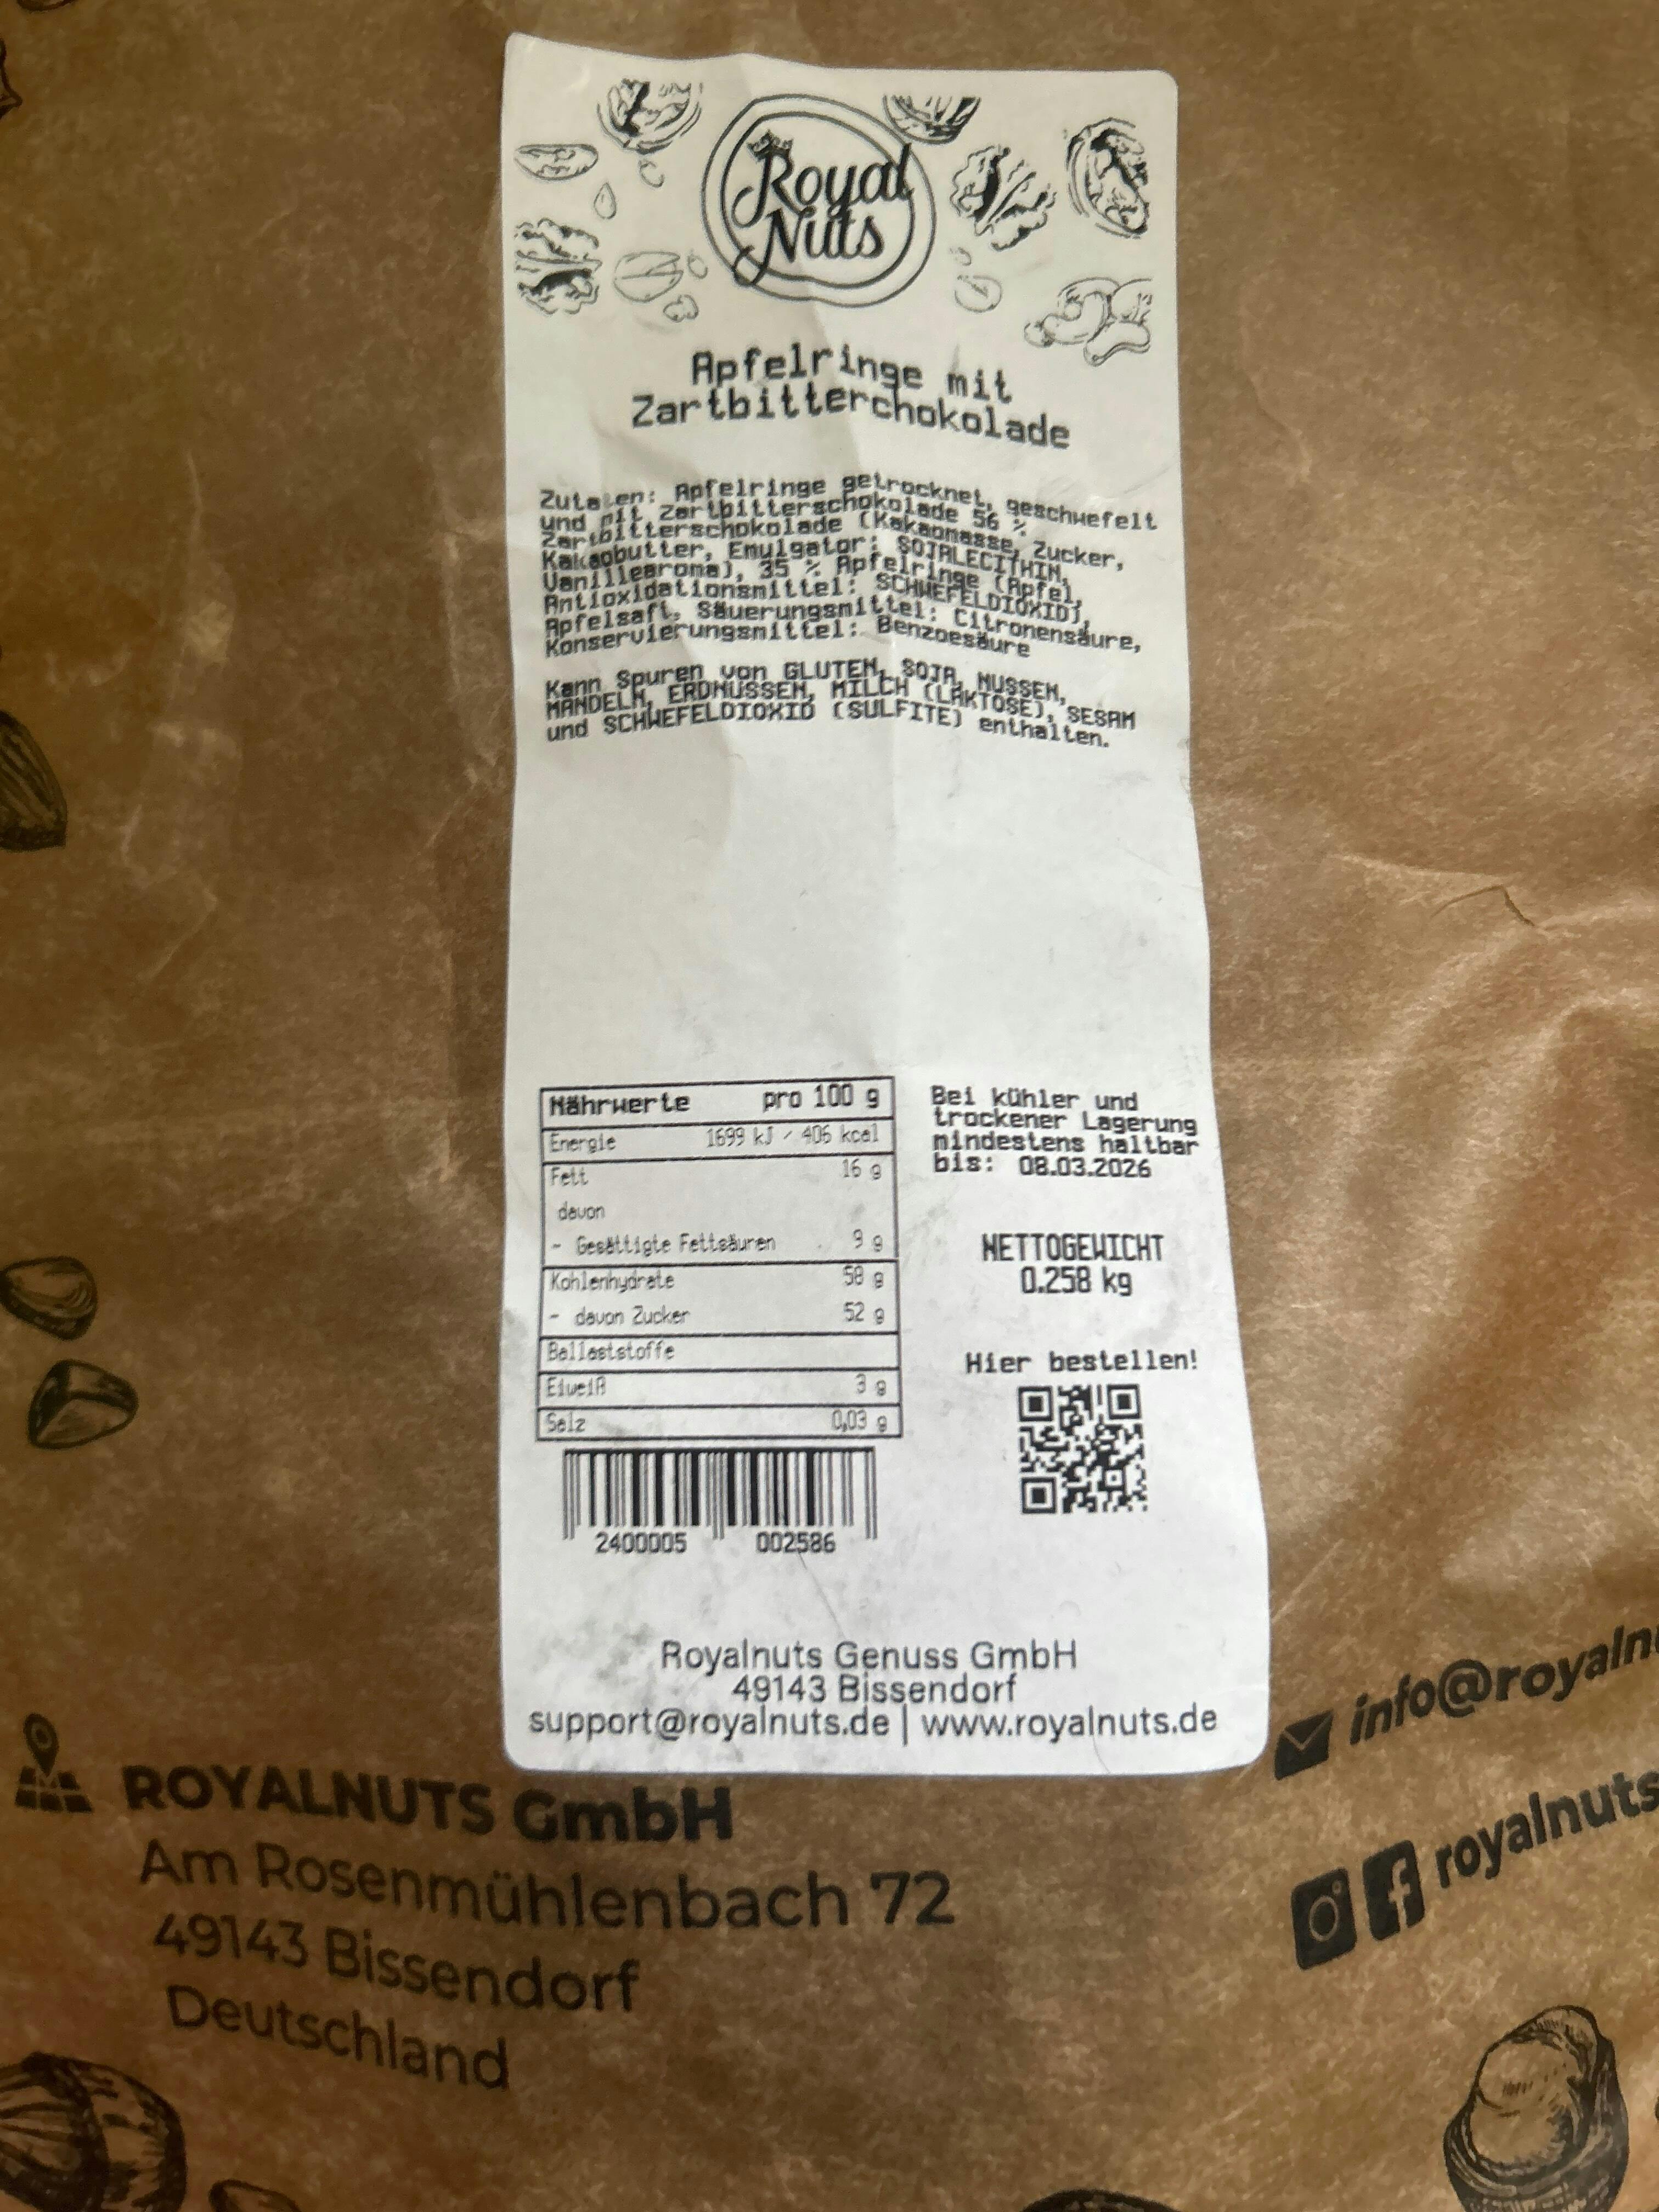 Royal
Nuts
Apfelringe mit
Zartbitterchokolade
Zutaten: Apfelringe getrocknet, geschwefelt
und mit Zartbitterschokolade 56 %
Zartbitterschokolade (Kakaomasse, Zucker,
Kakaobutter, Emulgator: SOJALECITHIN,
Vanillearoma), 35 % Apfelringe (Apfel,
Antioxidationsmittel: SCHWEFELDIOXID),
Apfelsaft, Säuerungsmittel: Citronensäure,
Konservierungsmittel: Benzoesäure
Kann Spuren von GLUTEN, SOJA, NÜSSEN,
MANDELN, ERDNÜSSEN, MILCH (LAKTOSE), SESAM
und SCHWEFELDIOXID (SULFITE) enthalten.
Nährwerte pro 100 g
Energie 1699 kJ / 406 kcal
Fett 16 g
davon
- Gesättigte Fettsäuren 9 g
Kohlenhydrate 58 g
- davon Zucker 52 g
Ballaststoffe
Eiweiß 3 g
Salz 0,03 g
Bei kühler und
trockener Lagerung
mindestens haltbar
bis: 08.03.2026
NETTOGEWICHT
0.258 kg
Hier bestellen!
2400005 002586
Royalnuts Genuss GmbH
49143 Bissendorf
support@royalnuts.de | www.royalnuts.de
ROYALNUTS GmbH
Am Rosenmühlenbach 72
49143 Bissendorf
Deutschland
info@royaln
royalnuts